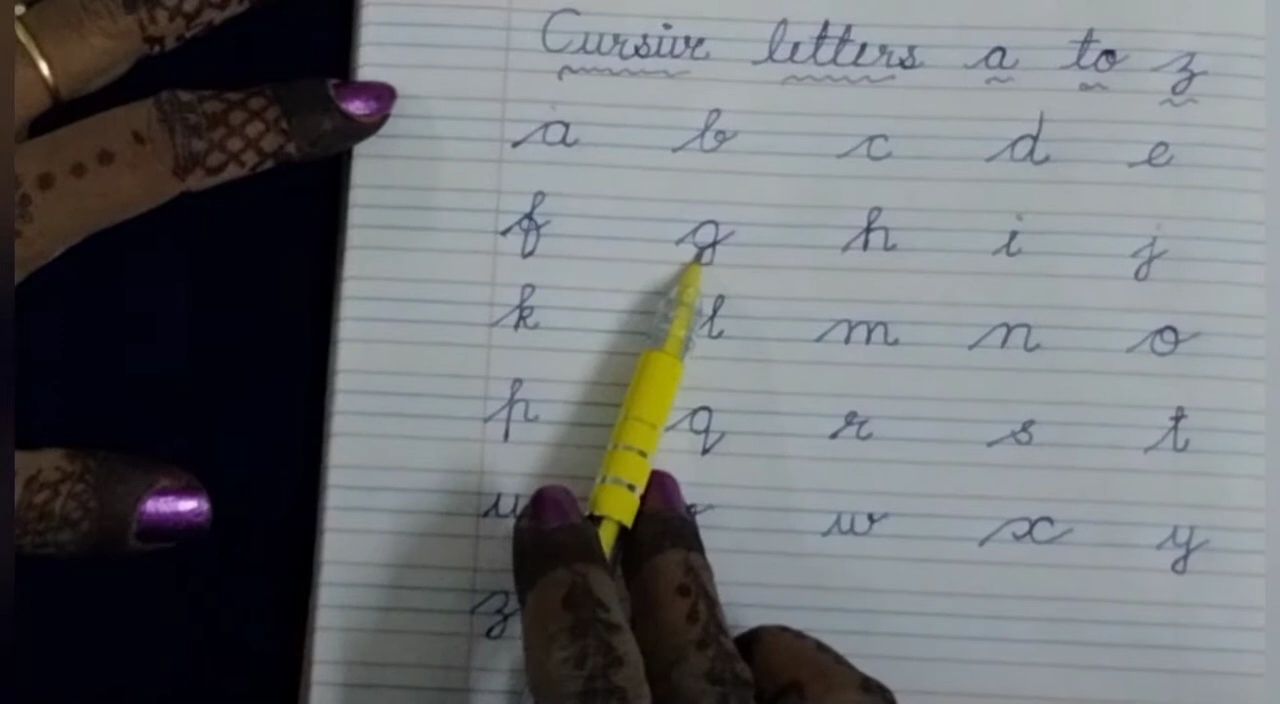 Cursive letters a to z
a b c d e
f g h i j
k l m n o
p q r s t
u w x y
z